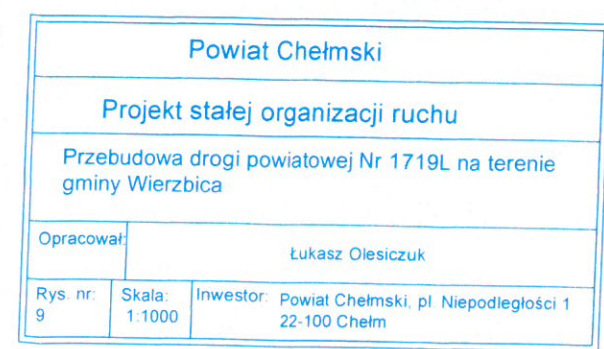 Powiat Chełmski
Projekt stałej organizacji ruchu
Przebudowa drogi powiatowej Nr 1719L na terenie
gminy Wierzbica
Opracował:
Łukasz Olesiczuk
Rys. nr:
9
Skala:
1:1000
Inwestor:
Powiat Chełmski, pl. Niepodległości 1
22-100 Chełm